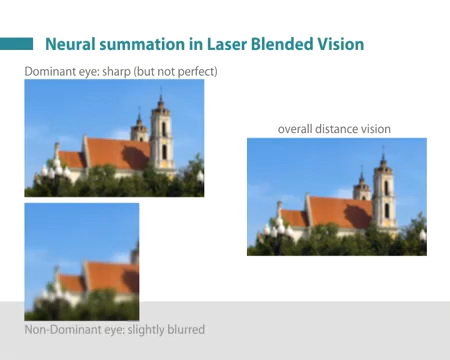 Neural summation in Laser Blended Vision
Dominant eye: sharp (but not perfect)
overall distance vision
Non-Dominant eye: slightly blurred